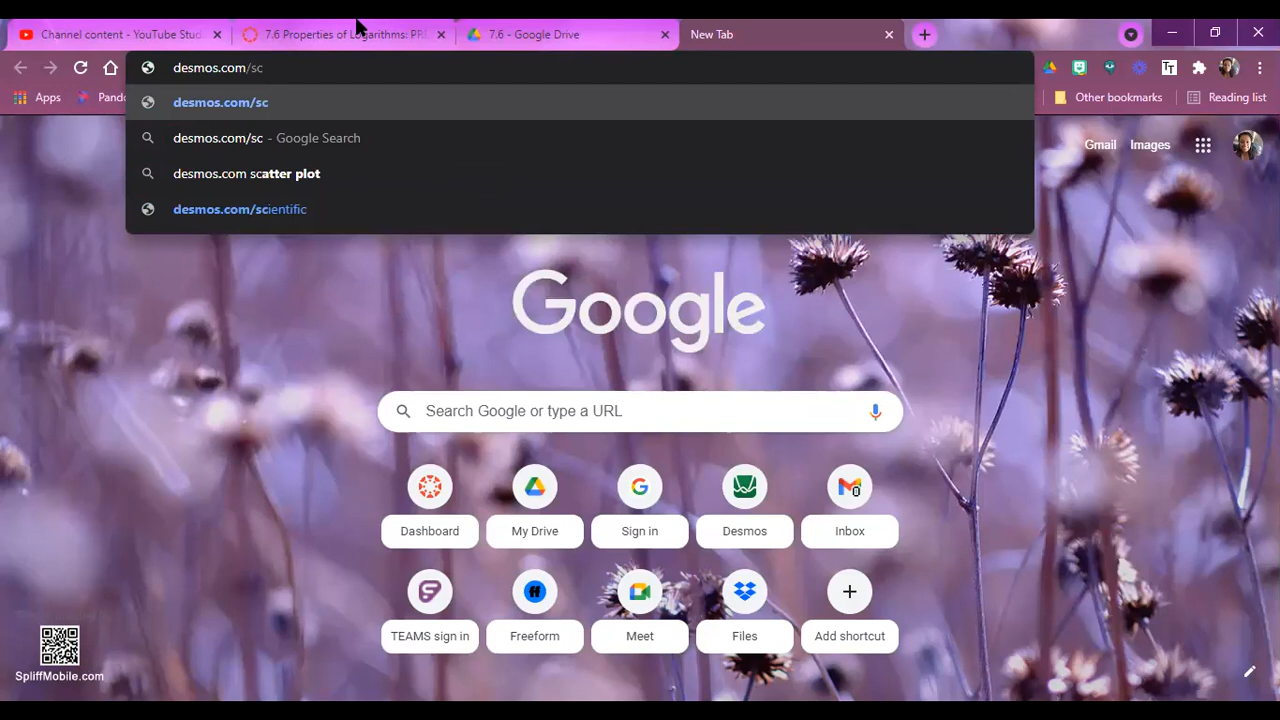 Channel content - YouTube Stud
7.6 Properties of Logarithms: PR
7.6 - Google Drive
New Tab
desmos.com/sc
desmos.com/sc
desmos.com/sc - Google Search
desmos.com scatter plot
desmos.com/scientific
Apps
Pand
TT
Other bookmarks
Reading list
Gmail
Images
Google
Search Google or type a URL
Dashboard
My Drive
Sign in
Desmos
0
Inbox
TEAMS sign in
Freeform
Meet
Files
Add shortcut
SpliffMobile.com